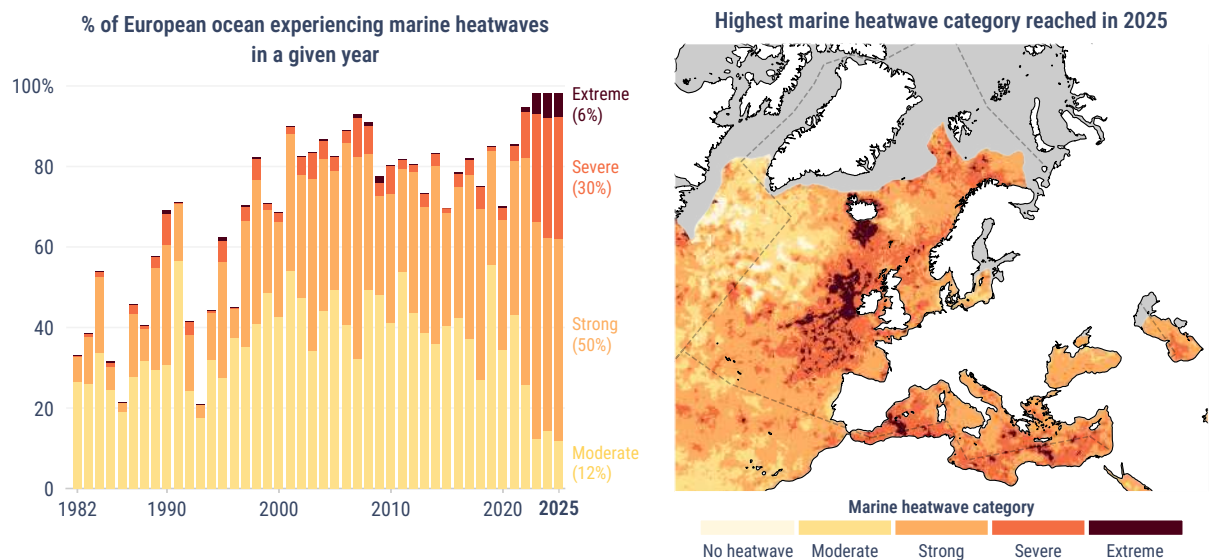 % of European ocean experiencing marine heatwaves
in a given year
100%
80
60
40
20
0
1982
1990
2000
2010
2020
2025
Extreme
(6%)
Severe
(30%)
Strong
(50%)
Moderate
(12%)
Highest marine heatwave category reached in 2025
Marine heatwave category
No heatwave
Moderate
Strong
Severe
Extreme